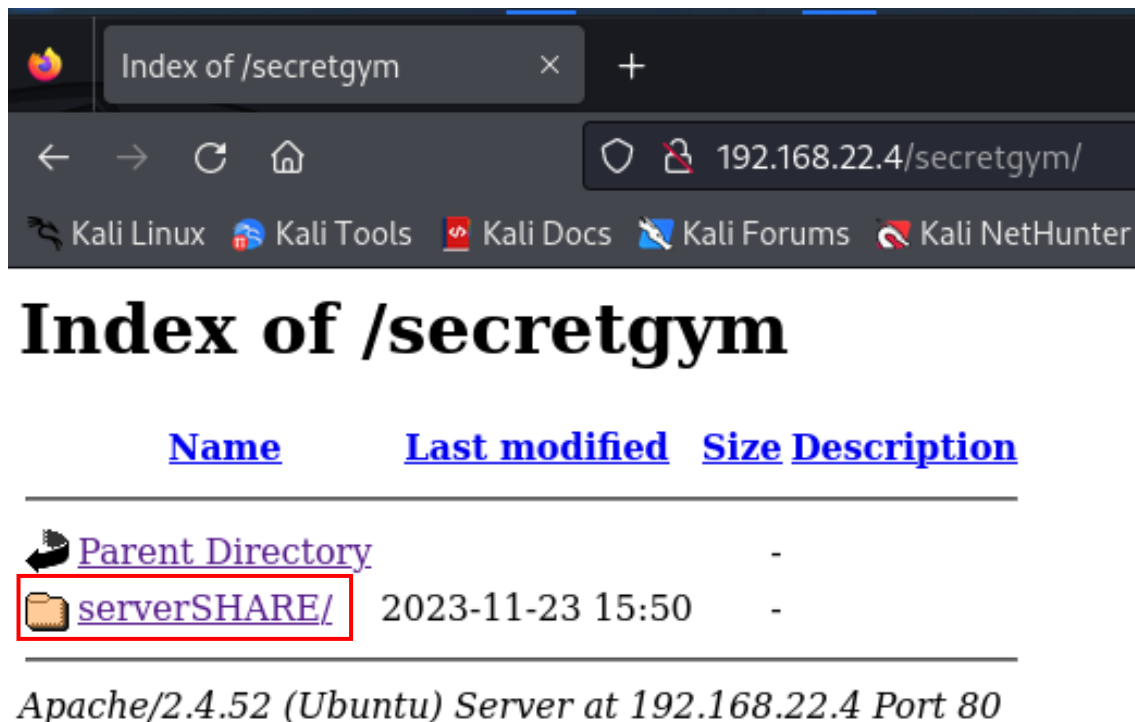 Index of /secretgym
192.168.22.4/secretgym/
Kali Linux Kali Tools Kali Docs Kali Forums Kali NetHunter
Index of /secretgym
Name Last modified Size Description
Parent Directory -
serverSHARE/ 2023-11-23 15:50 -
Apache/2.4.52 (Ubuntu) Server at 192.168.22.4 Port 80